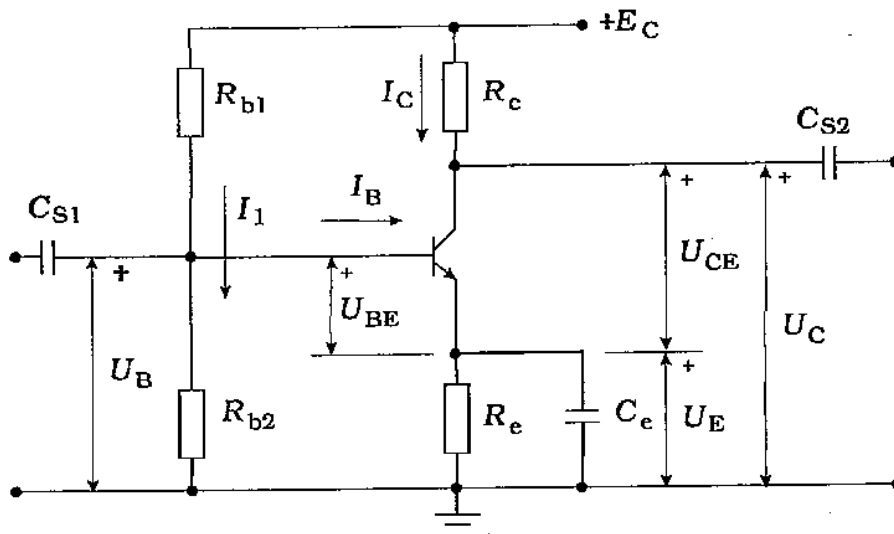 +E_C
R_b1
I_C
R_c
C_S2
C_S1
I_1
I_B
+
+
+
+
U_BE
U_CE
U_C
U_B
+
R_b2
R_e
C_e
U_E